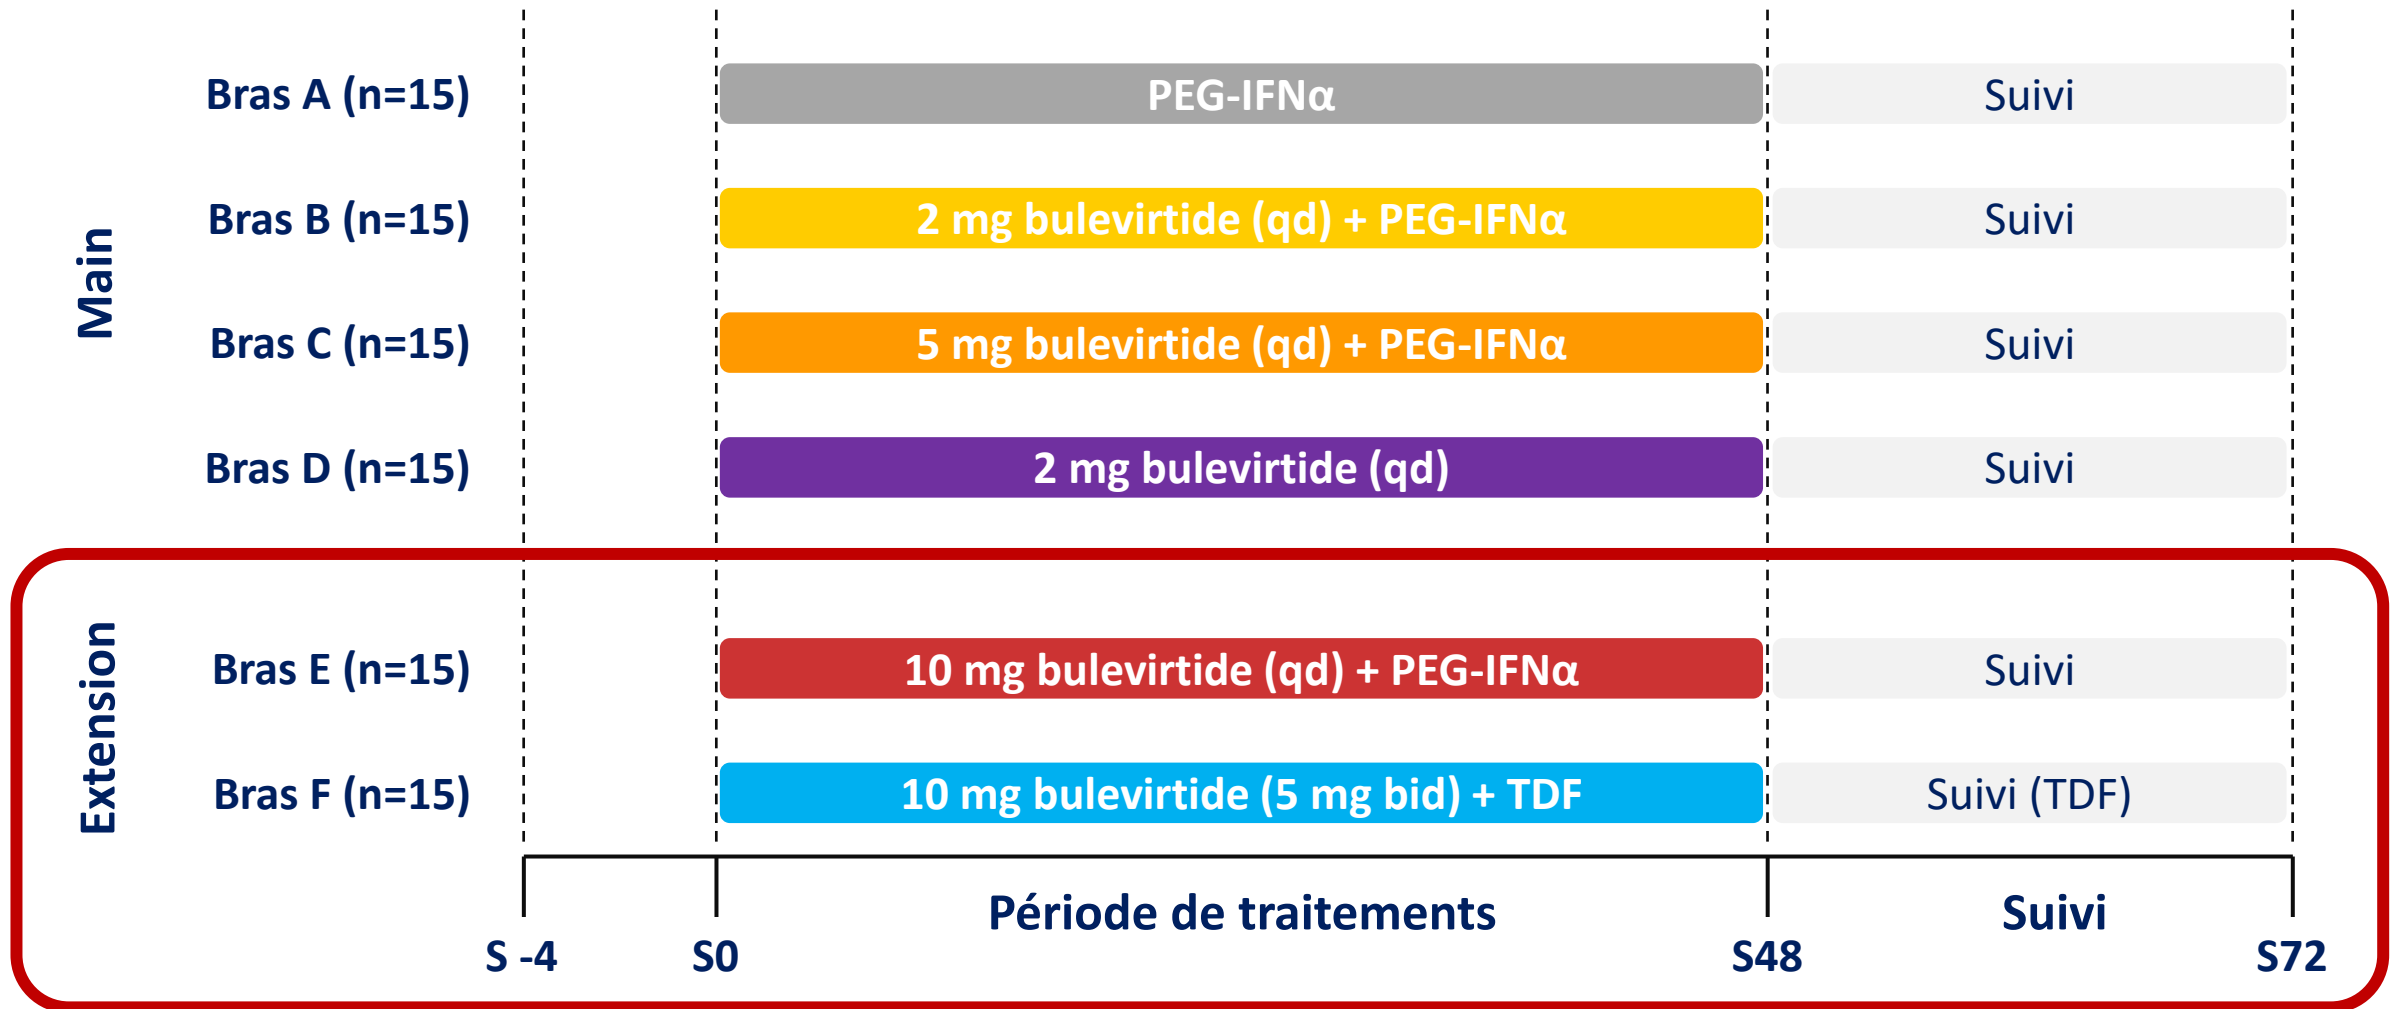 Main
Bras A (n=15)
PEG-IFNα
Suivi
Bras B (n=15)
2 mg bulevirtide (qd) + PEG-IFNα
Suivi
Bras C (n=15)
5 mg bulevirtide (qd) + PEG-IFNα
Suivi
Bras D (n=15)
2 mg bulevirtide (qd)
Suivi
Extension
Bras E (n=15)
10 mg bulevirtide (qd) + PEG-IFNα
Suivi
Bras F (n=15)
10 mg bulevirtide (5 mg bid) + TDF
Suivi (TDF)
Période de traitements
Suivi
S -4
S0
S48
S72